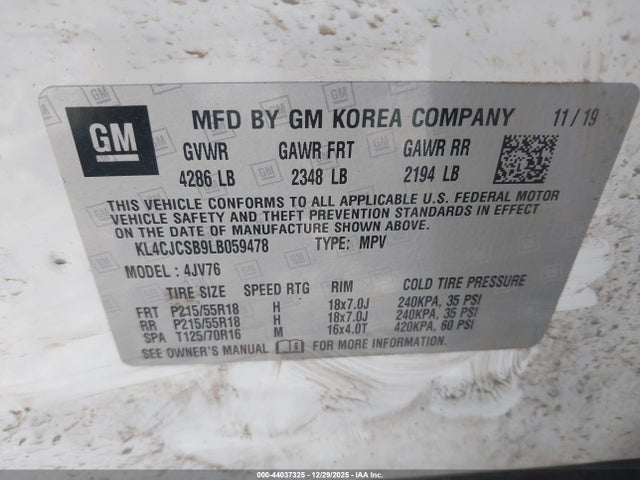 GM
MFD BY GM KOREA COMPANY 11 / 19
GVWR GAWR FRT GAWR RR
4286 LB 2348 LB 2194 LB
THIS VEHICLE CONFORMS TO ALL APPLICABLE U.S. FEDERAL MOTOR
VEHICLE SAFETY AND THEFT PREVENTION STANDARDS IN EFFECT
ON THE DATE OF MANUFACTURE SHOWN ABOVE.
KL4CJCSB9LB059478 TYPE: MPV
MODEL : 4JV76
TIRE SIZE SPEED RTG RIM COLD TIRE PRESSURE
FRT P215/55R18 H 18x7.0J 240KPA, 35 PSI
RR P215/55R18 H 18x7.0J 240KPA, 35 PSI
SPA T125/70R16 M 16x4.0T 420KPA, 60 PSI
SEE OWNER'S MANUAL FOR MORE INFORMATION.
000-44037325 - 12/29/2025 - IAA Inc.